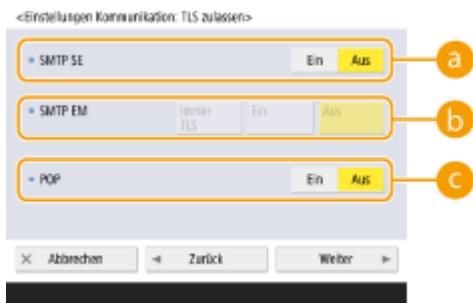 <Einstellungen Kommunikation: TLS zulassen>
SMTP SE Ein Aus a
SMTP EM Immer TLS Ein Aus b
POP Ein Aus c
× Abbrechen ◄ Zurück Weiter ►